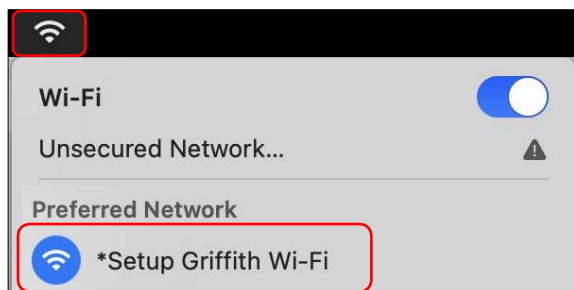 Wi-Fi
Unsecured Network...
Preferred Network
*Setup Griffith Wi-Fi